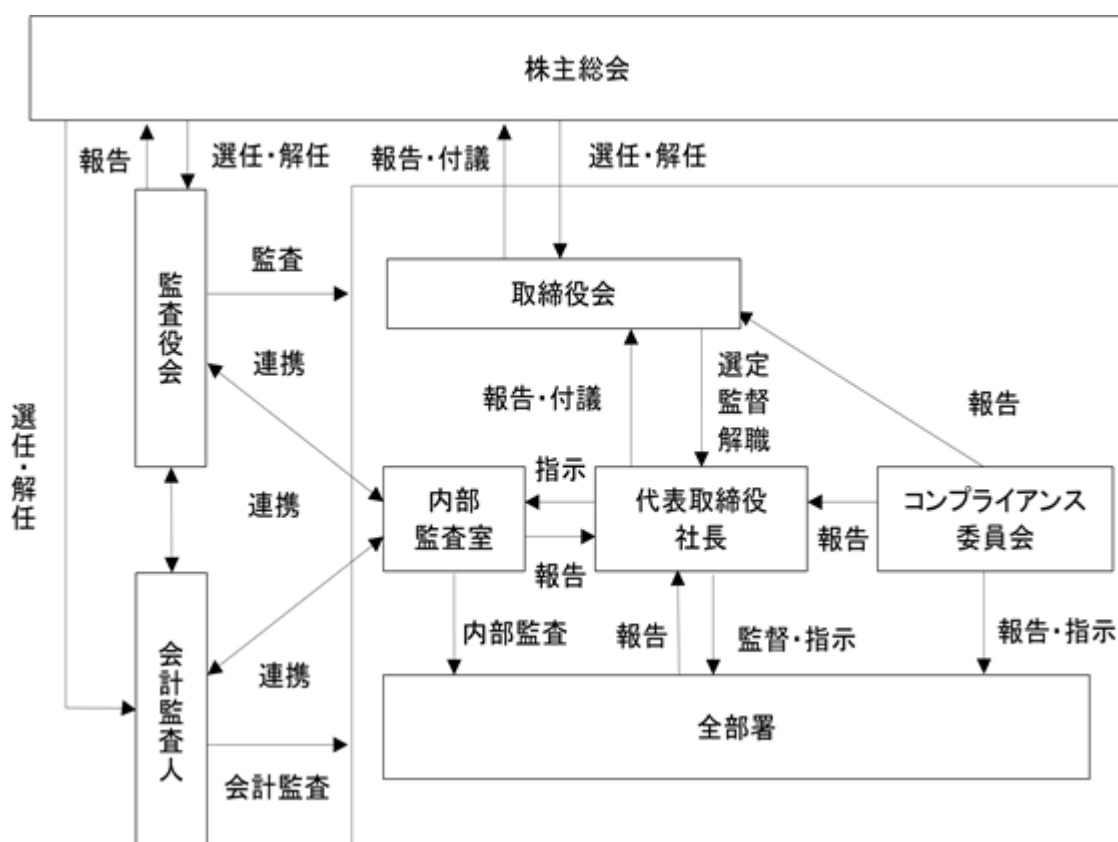 株主総会
報告
選任・解任
報告・付議
選任・解任
監査役会
監査
取締役会
連携
報告・付議
選定
監督
解職
報告
選任・解任
連携
指示
内部
監査室
代表取締役
社長
コンプライアンス
委員会
報告
報告
内部監査
報告
監督・指示
報告・指示
会計監査人
連携
全部署
会計監査